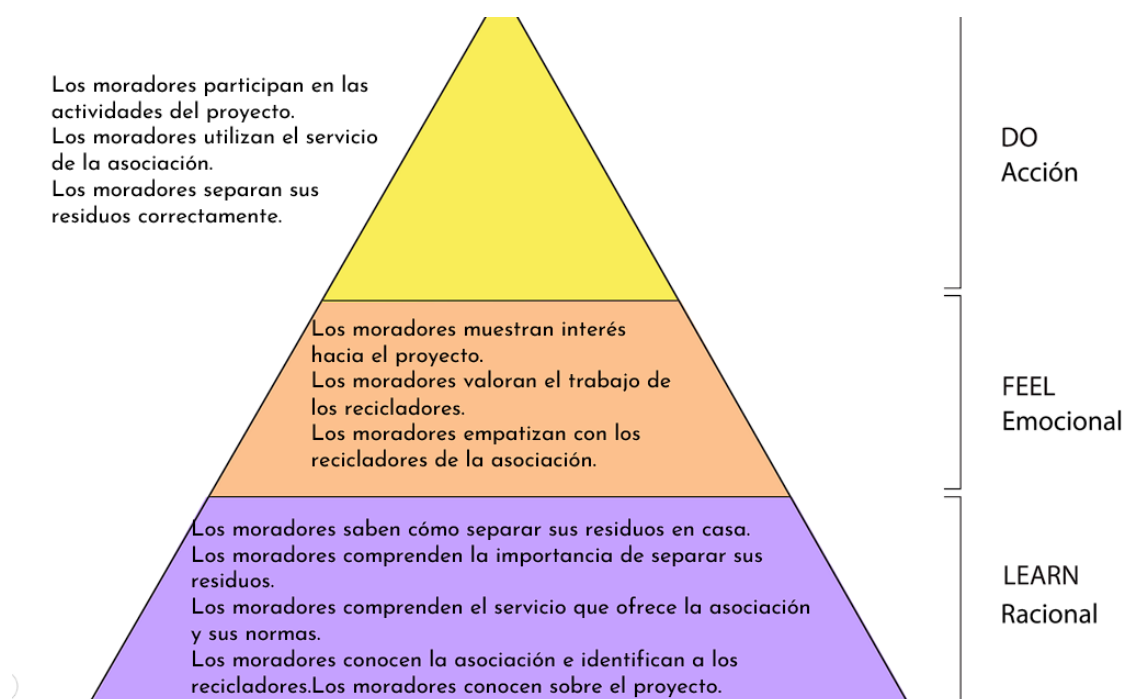 Los moradores participan en las
actividades del proyecto.
Los moradores utilizan el servicio
de la asociación.
Los moradores separan sus
residuos correctamente.
DO
Acción
Los moradores muestran interés
hacia el proyecto.
Los moradores valoran el trabajo de
los recicladores.
Los moradores empatizan con los
recicladores de la asociación.
FEEL
Emocional
Los moradores saben cómo separar sus residuos en casa.
Los moradores comprenden la importancia de separar sus
residuos.
Los moradores comprenden el servicio que ofrece la asociación
y sus normas.
Los moradores conocen la asociación e identifican a los
recicladores.Los moradores conocen sobre el proyecto.
LEARN
Racional